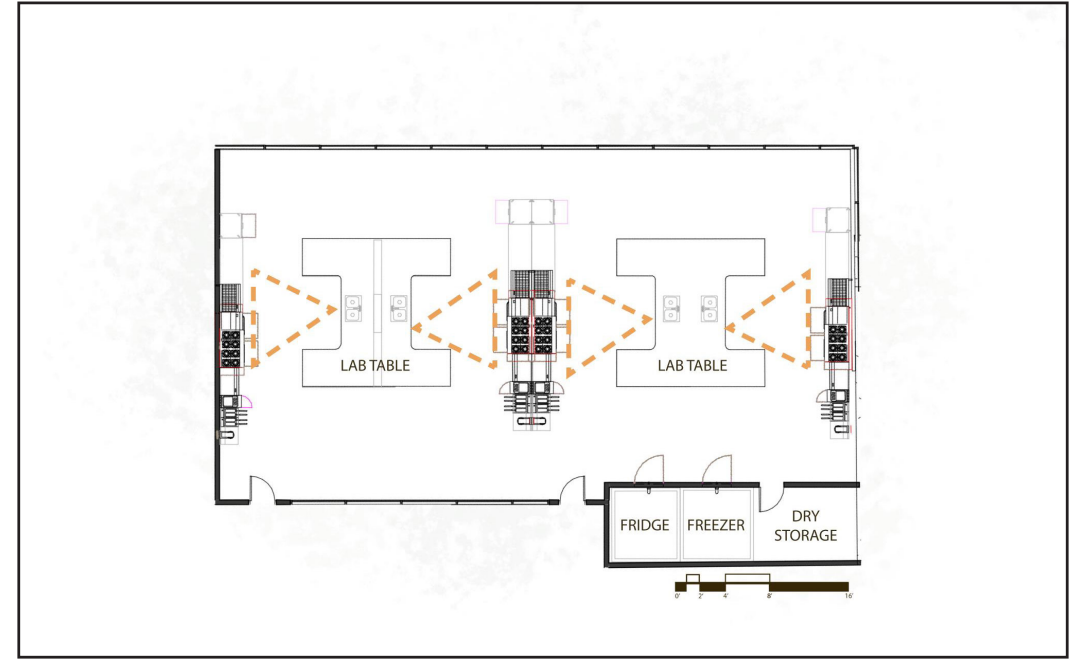 LAB TABLE
LAB TABLE
FRIDGE
FREEZER
DRY
STORAGE
0' 2' 4' 8' 16'